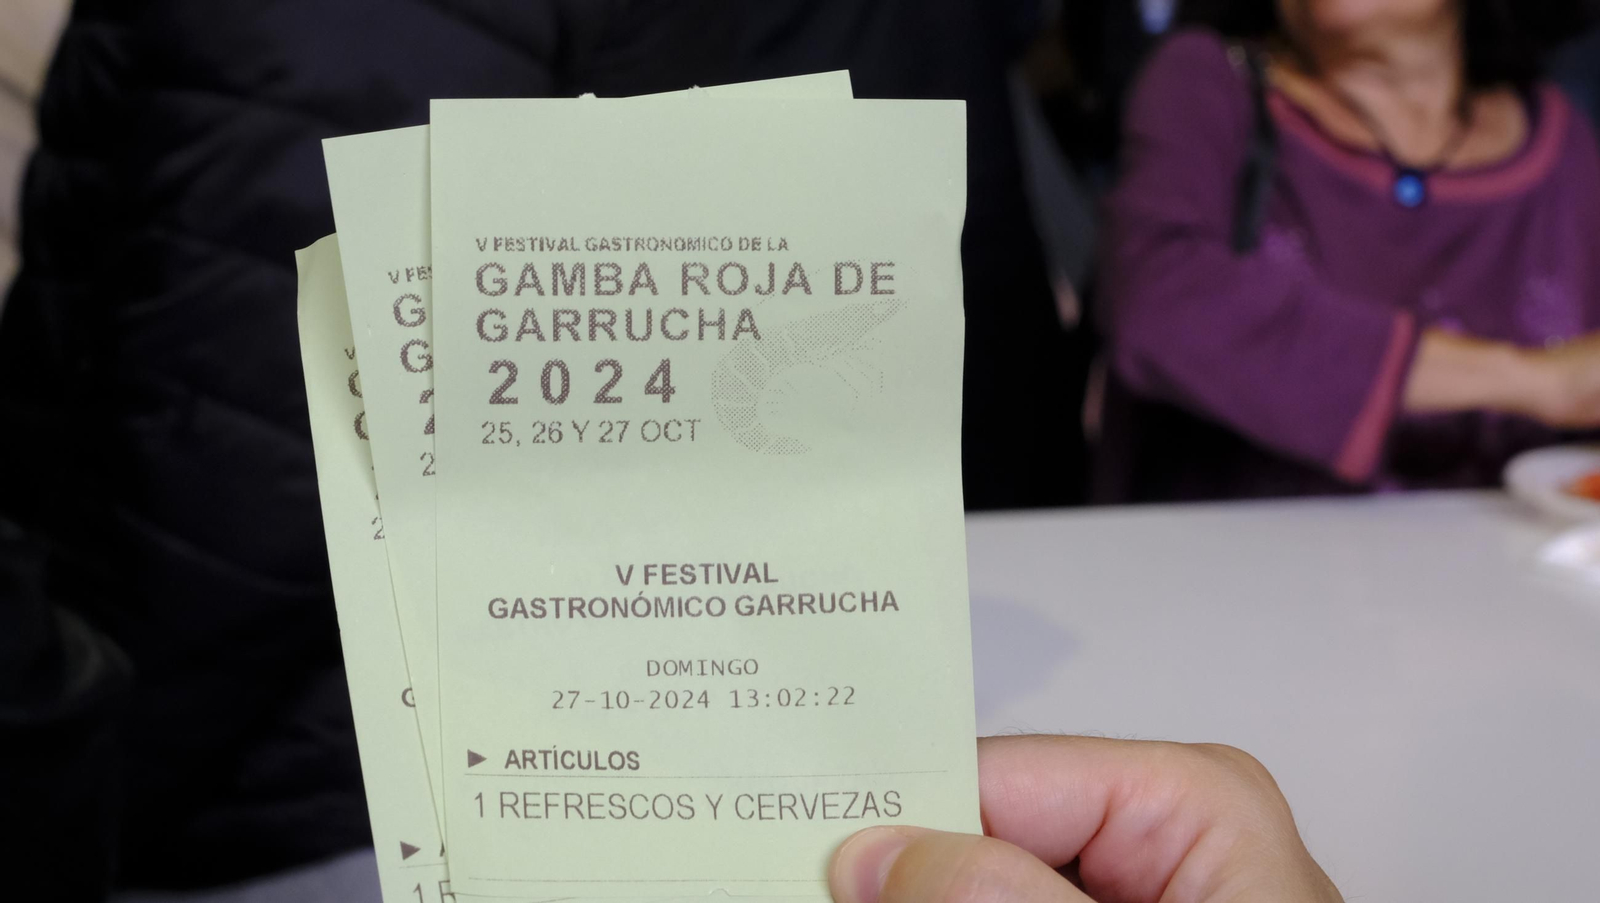 V FESTIVAL GASTRONOMICO DE LA
GAMBA ROJA DE
GARRUCHA
2024
25, 26 Y 27 OCT
V FESTIVAL
GASTRONÓMICO GARRUCHA
DOMINGO
27-10-2024 13:02:22
► ARTÍCULOS
1 REFRESCOS Y CERVEZAS